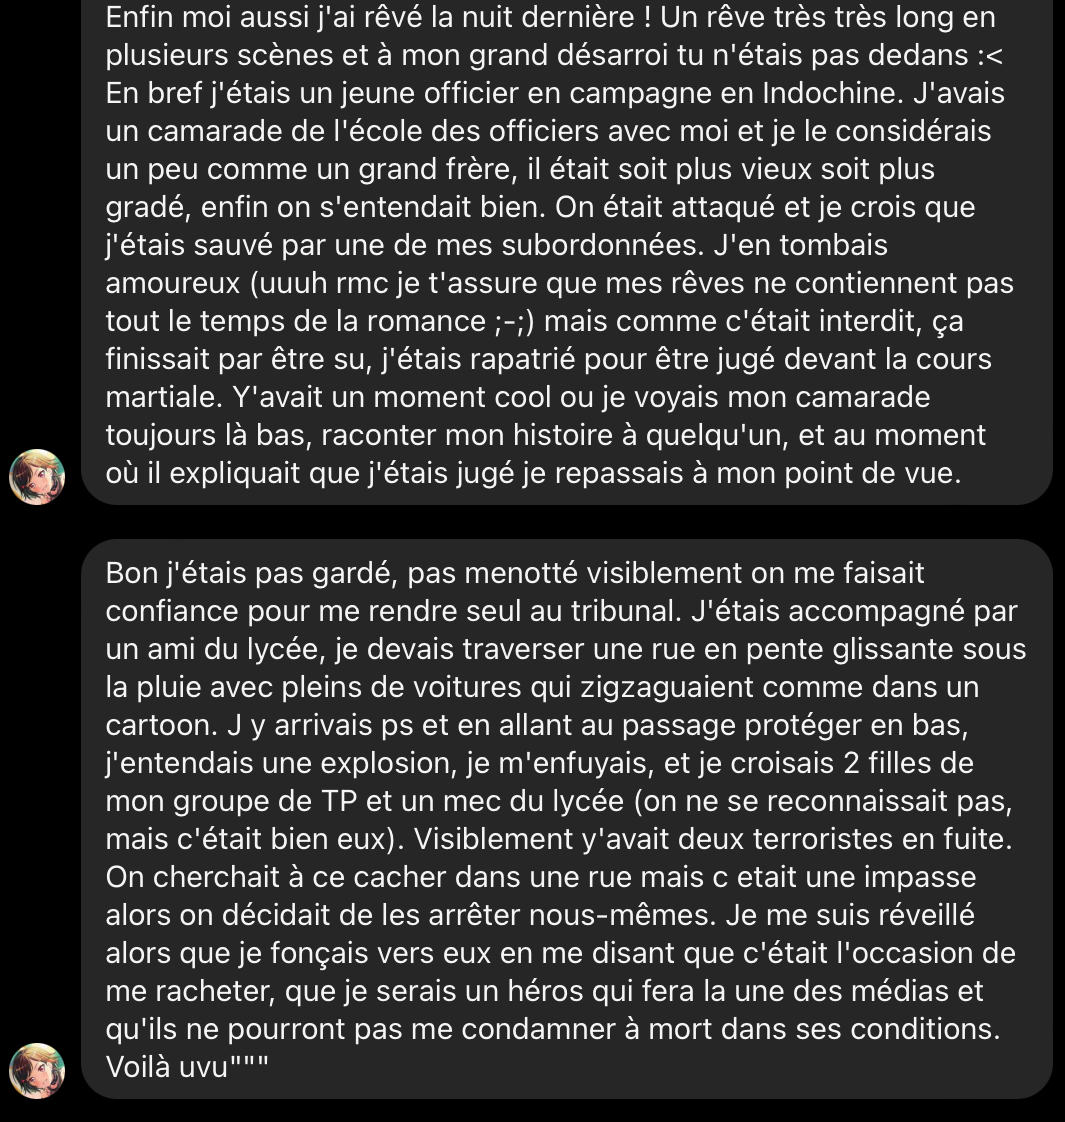 Enfin moi aussi j'ai rêvé la nuit dernière ! Un rêve très très long en
plusieurs scènes et à mon grand désarroi tu n'étais pas dedans :<
En bref j'étais un jeune officier en campagne en Indochine. J'avais
un camarade de l'école des officiers avec moi et je le considérais
un peu comme un grand frère, il était soit plus vieux soit plus
gradé, enfin on s'entendait bien. On était attaqué et je crois que
j'étais sauvé par une de mes subordonnées. J'en tombais
amoureux (uuuh rmc je t'assure que mes rêves ne contiennent pas
tout le temps de la romance ;-;) mais comme c'était interdit, ça
finissait par être su, j'étais rapatrié pour être jugé devant la cours
martiale. Y'avait un moment cool ou je voyais mon camarade
toujours là bas, raconter mon histoire à quelqu'un, et au moment
où il expliquait que j'étais jugé je repassais à mon point de vue.
Bon j'étais pas gardé, pas menotté visiblement on me faisait
confiance pour me rendre seul au tribunal. J'étais accompagné par
un ami du lycée, je devais traverser une rue en pente glissante sous
la pluie avec pleins de voitures qui zigzaguaient comme dans un
cartoon. J y arrivais ps et en allant au passage protéger en bas,
j'entendais une explosion, je m'enfuyais, et je croisais 2 filles de
mon groupe de TP et un mec du lycée (on ne se reconnaissait pas,
mais c'était bien eux). Visiblement y'avait deux terroristes en fuite.
On cherchait à ce cacher dans une rue mais c etait une impasse
alors on décidait de les arrêter nous-mêmes. Je me suis réveillé
alors que je fonçais vers eux en me disant que c'était l'occasion de
me racheter, que je serais un héros qui fera la une des médias et
qu'ils ne pourront pas me condamner à mort dans ses conditions.
Voilà uvu"""